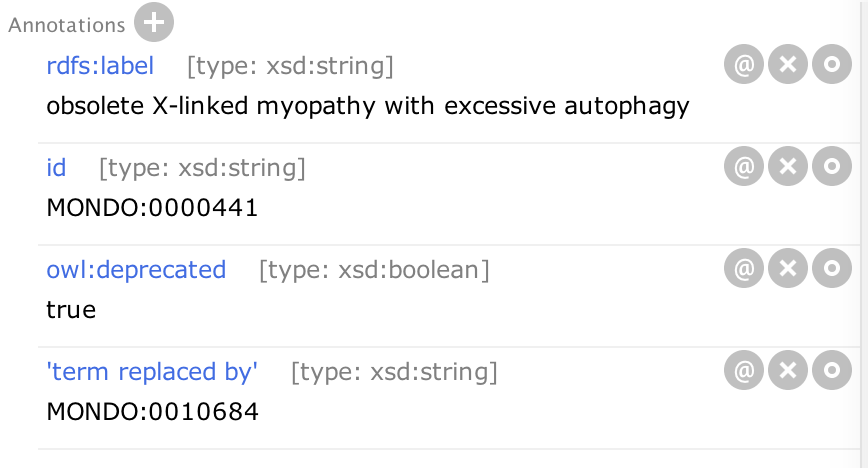 Annotations
rdfs:label [type: xsd:string]
obsolete X-linked myopathy with excessive autophagy
id [type: xsd:string]
MONDO:0000441
owl:deprecated [type: xsd:boolean]
true
'term replaced by' [type: xsd:string]
MONDO:0010684